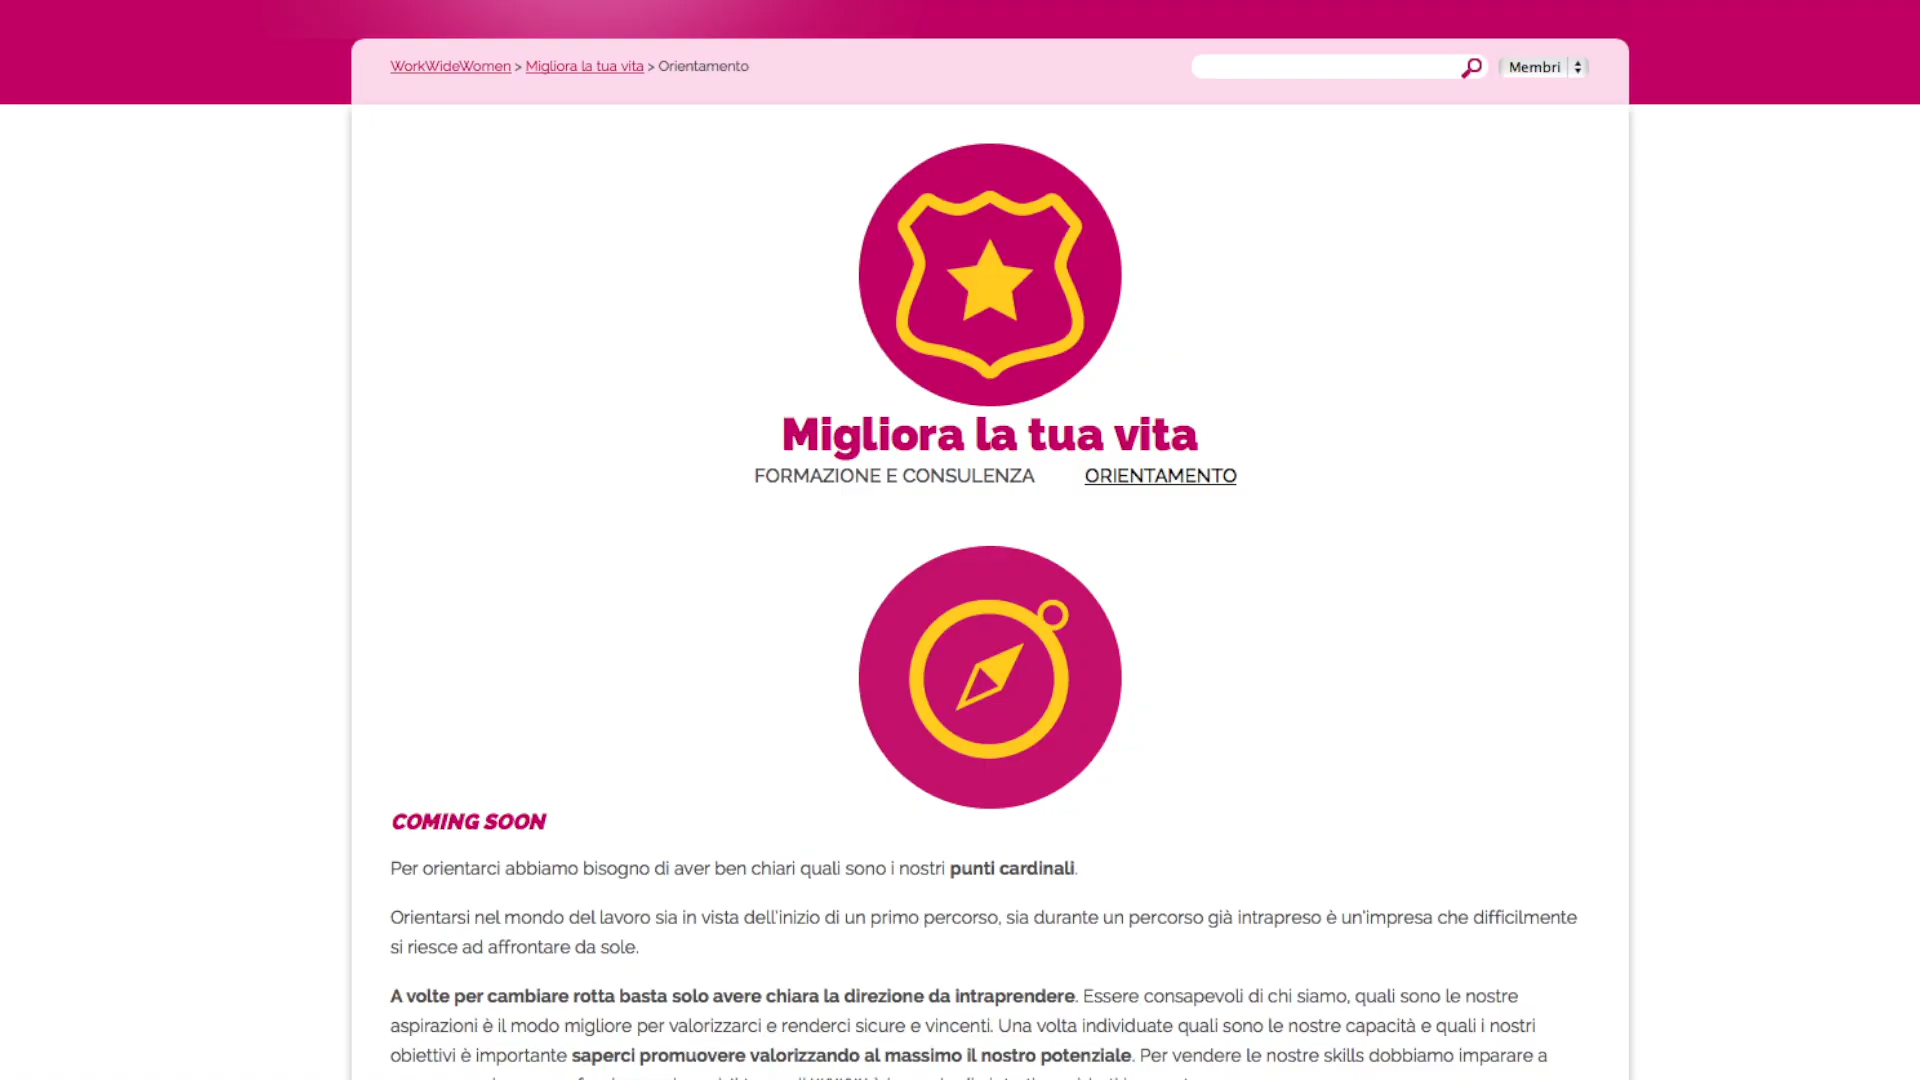 WorkWideWomen > Migliora la tua vita > Orientamento
Membri
Migliora la tua vita
FORMAZIONE E CONSULENZA
ORIENTAMENTO
COMING SOON
Per orientarci abbiamo bisogno di aver ben chiari quali sono i nostri punti cardinali.
Orientarsi nel mondo del lavoro sia in vista dell'inizio di un primo percorso, sia durante un percorso già intrapreso è un'impresa che difficilmente
si riesce ad affrontare da sole.
A volte per cambiare rotta basta solo avere chiara la direzione da intraprendere. Essere consapevoli di chi siamo, quali sono le nostre
aspirazioni è il modo migliore per valorizzarci e renderci sicure e vincenti. Una volta individuate quali sono le nostre capacità e quali i nostri
obiettivi è importante saperci promuovere valorizzando al massimo il nostro potenziale. Per vendere le nostre skills dobbiamo imparare a